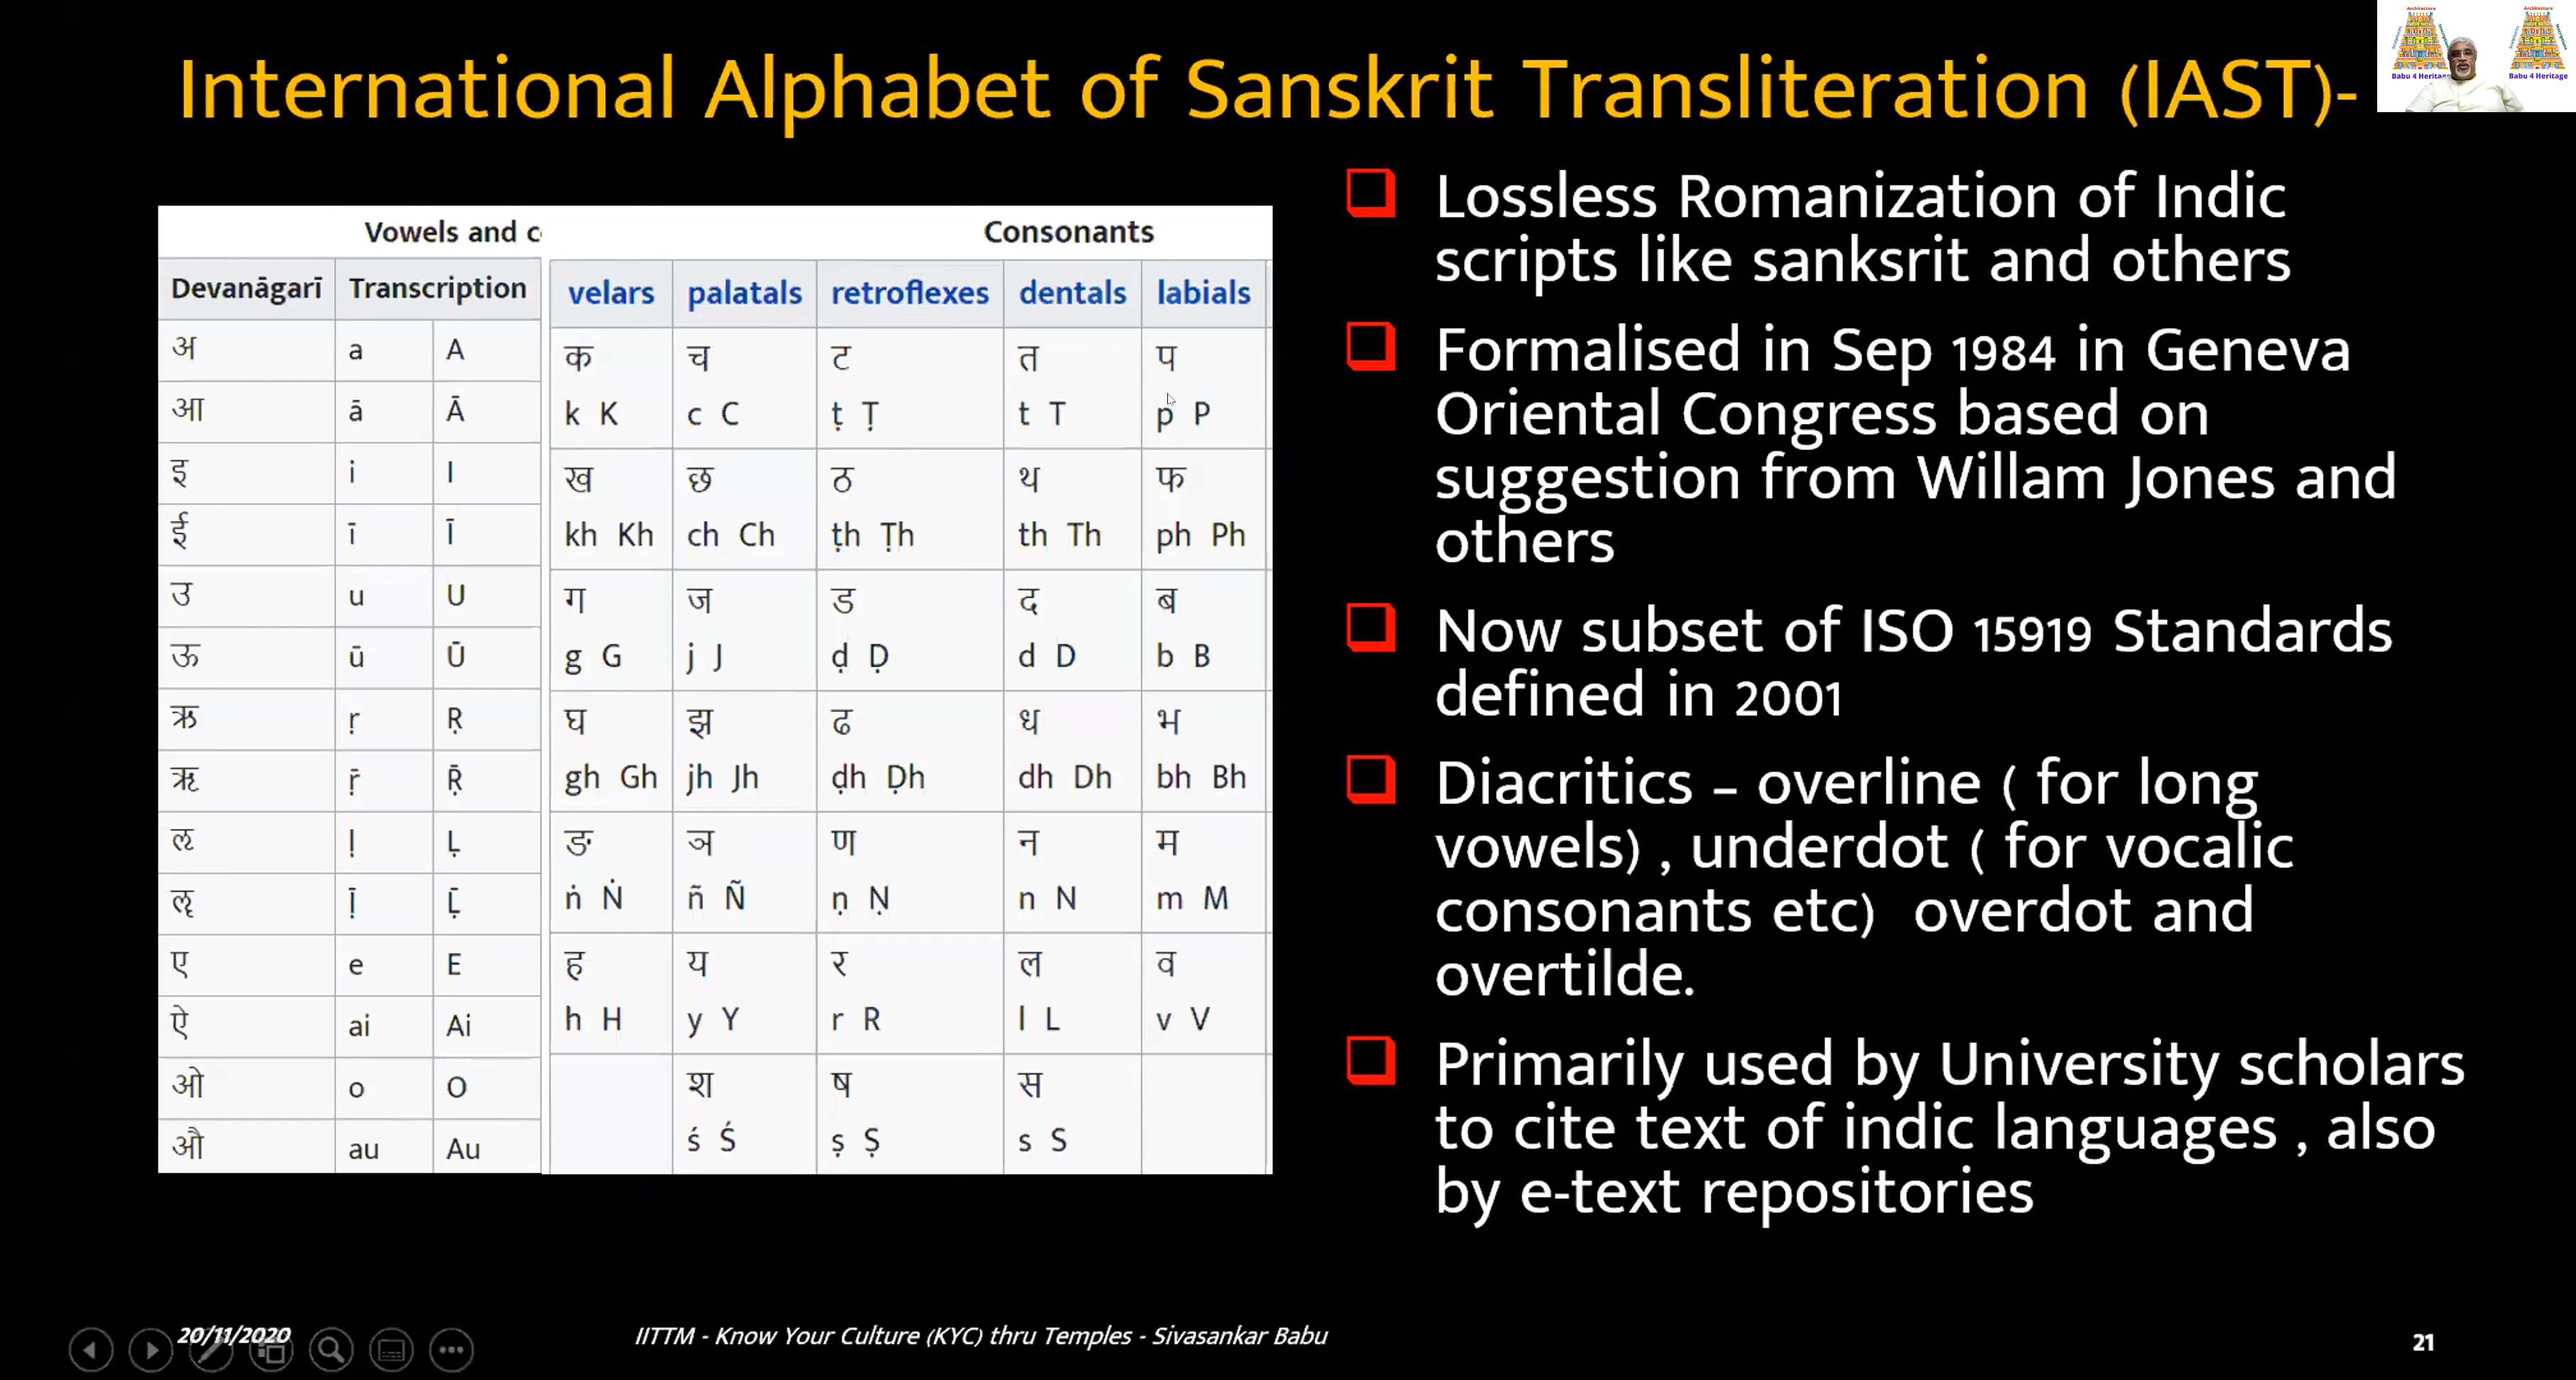 International Alphabet of Sanskrit Transliteration (IAST)-
Babu 4 Heritage
Vowels and c
Devanāgarī Transcription
अ a A
आ ā Ā
इ i I
ई ī Ī
उ u U
ऊ ū Ū
ऋ ṛ Ṛ
ॠ ṝ Ṝ
ऌ ḷ Ḷ
ॡ ḹ Ḹ
ए e E
ऐ ai Ai
ओ o O
औ au Au
Consonants
velars palatals retroflexes dentals labials
क च ट त प
k K c C ṭ Ṭ t T p P
ख छ ठ थ फ
kh Kh ch Ch ṭh Ṭh th Th ph Ph
ग ज ड द ब
g G j J ḍ Ḍ d D b B
घ झ ढ ध भ
gh Gh jh Jh ḍh Ḍh dh Dh bh Bh
ङ ञ ण न म
ṅ Ṅ ñ Ñ ṇ Ṇ n N m M
ह य र ल व
h H y Y r R l L v V
श ष स
ś Ś ṣ Ṣ s S
Lossless Romanization of Indic
scripts like sanksrit and others
Formalised in Sep 1984 in Geneva
Oriental Congress based on
suggestion from Willam Jones and
others
Now subset of ISO 15919 Standards
defined in 2001
Diacritics – overline ( for long
vowels) , underdot ( for vocalic
consonants etc) overdot and
overtilde.
Primarily used by University scholars
to cite text of indic languages , also
by e-text repositories
20/11/2020
IITTM - Know Your Culture (KYC) thru Temples - Sivasankar Babu
21